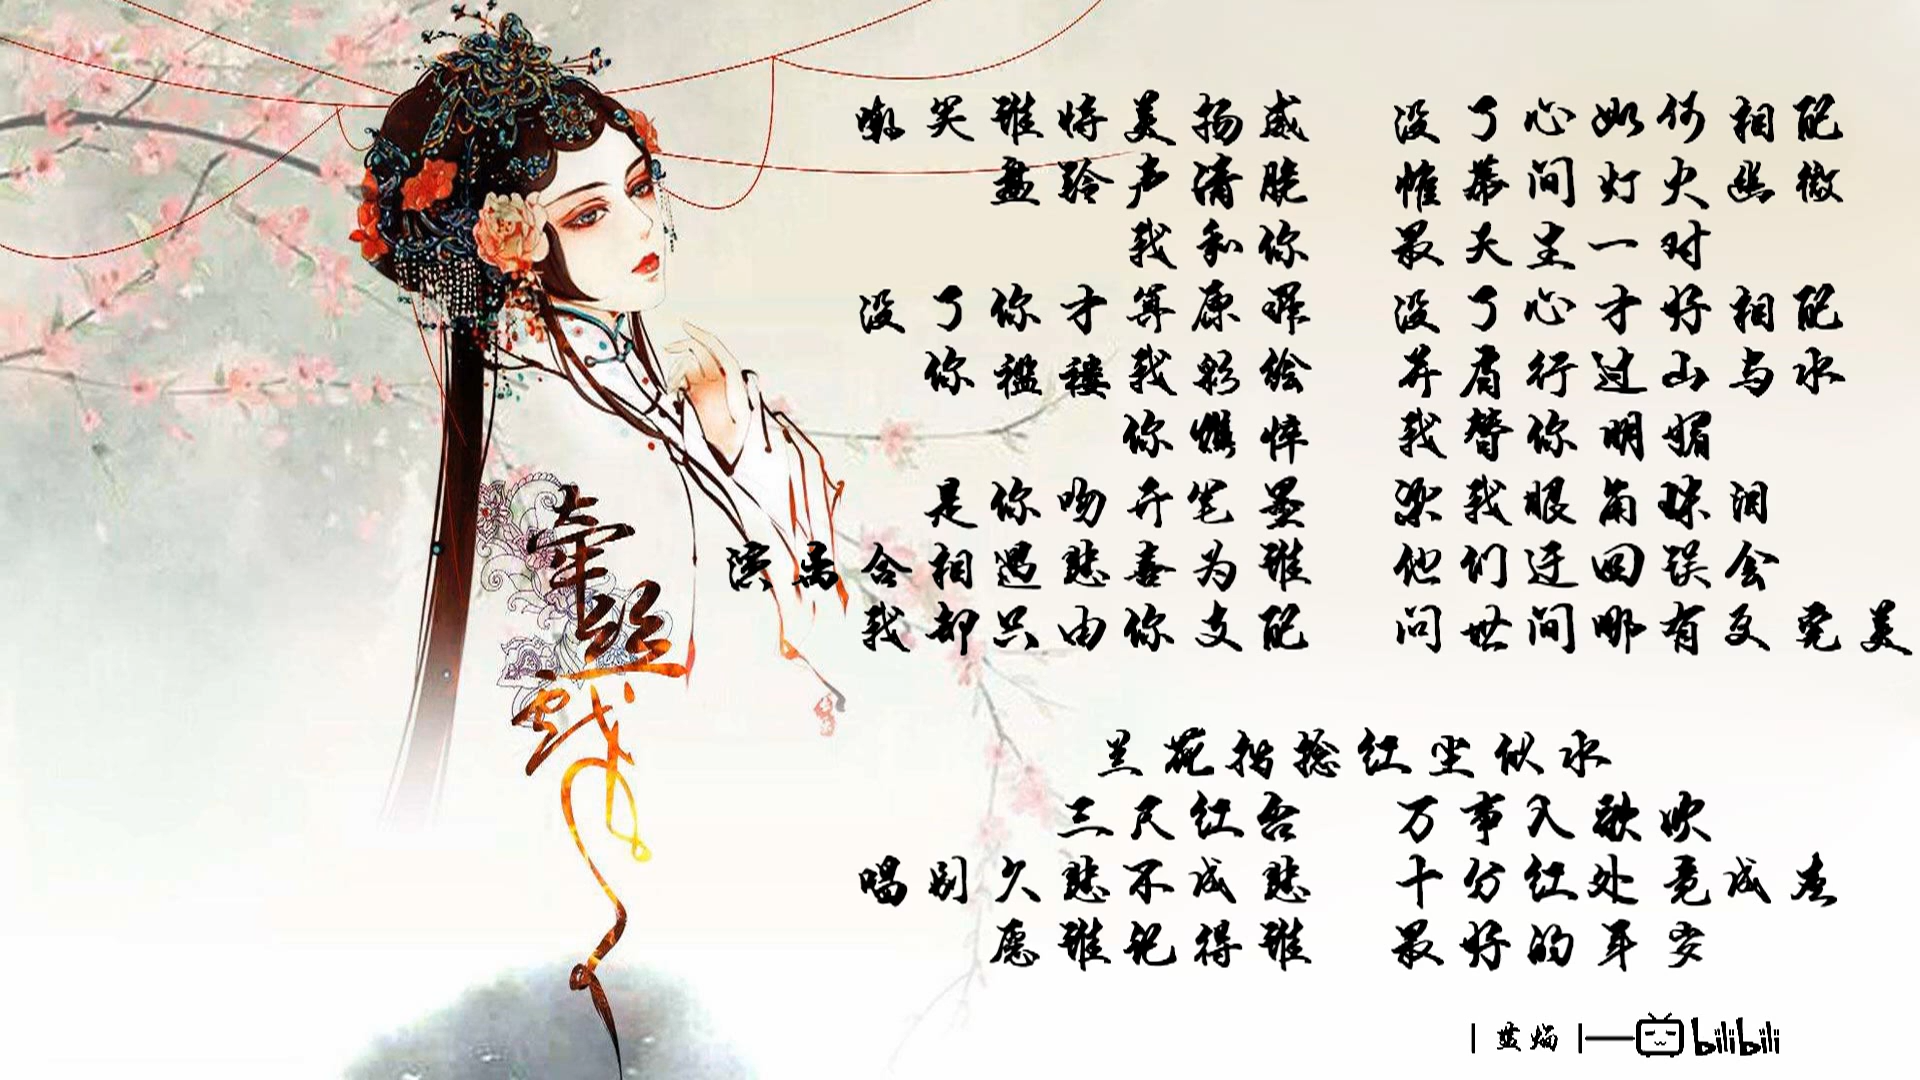 牵丝戏
嘲笑谁恃美扬威 没了心如何相配
盘铃声清脆 帷幕间灯火幽微
我和你 最天生一对
没了你才算原罪 没了心才好相配
你褴褛我彩绘 并肩行过山与水
你憔悴 我替你明媚
是你吻开笔墨 染我眼角珠泪
演离合相遇悲喜为谁 他们迂回误会
我却只由你支配 问世间哪有更完美
兰花指捻红尘似水
三尺红台 万事入歌吹
唱别久悲不成悲 十分红处竟成灰
愿谁记得谁 最好的年岁
|蓝焰|—bilibili